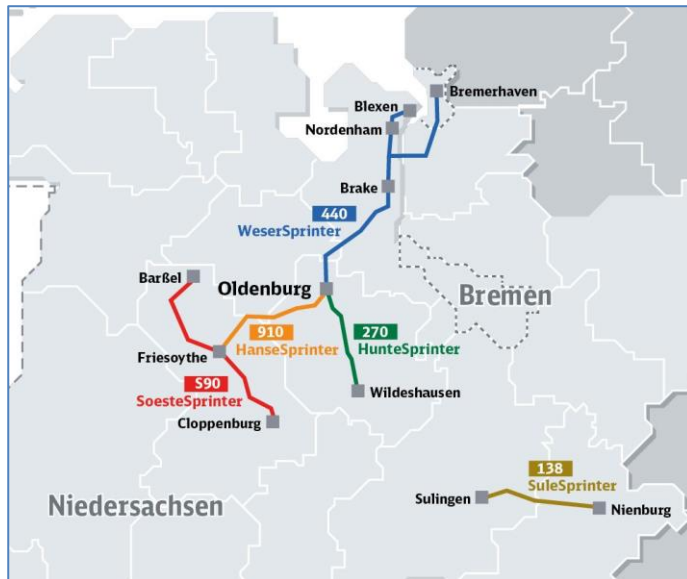 Bremerhaven
Blexen
Nordenham
Brake
440
WeserSprinter
Barßel
Oldenburg
Bremen
910
HanseSprinter
270
HunteSprinter
Friesoythe
S90
SoesteSprinter
Wildeshausen
Cloppenburg
138
SuleSprinter
Sulingen
Nienburg
Niedersachsen